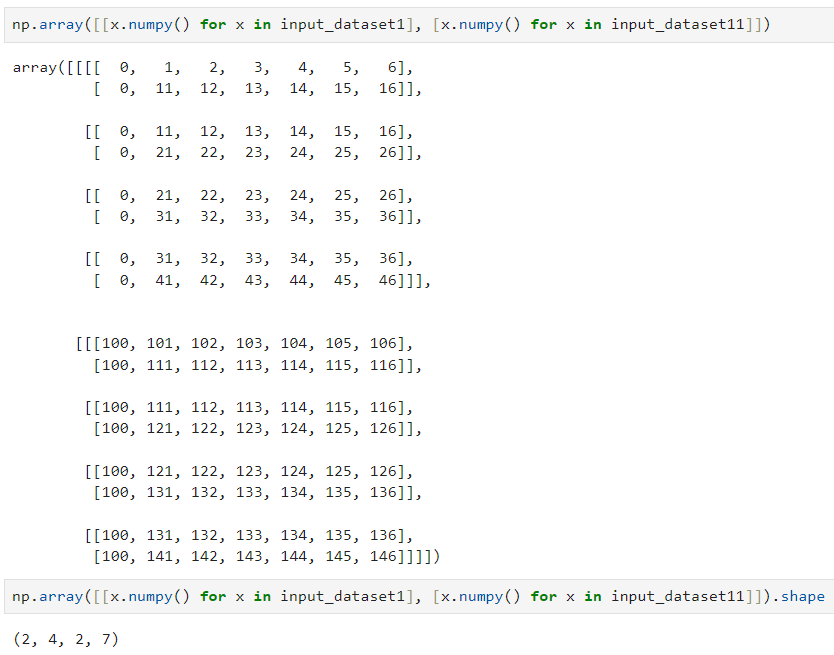 np.array([[x.numpy() for x in input_dataset1], [x.numpy() for x in input_dataset11]])
array([[[[  0,   1,   2,   3,   4,   5,   6],
         [  0,  11,  12,  13,  14,  15,  16]],
        [[  0,  11,  12,  13,  14,  15,  16],
         [  0,  21,  22,  23,  24,  25,  26]],
        [[  0,  21,  22,  23,  24,  25,  26],
         [  0,  31,  32,  33,  34,  35,  36]],
        [[  0,  31,  32,  33,  34,  35,  36],
         [  0,  41,  42,  43,  44,  45,  46]]],
       [[[100, 101, 102, 103, 104, 105, 106],
         [100, 111, 112, 113, 114, 115, 116]],
        [[100, 111, 112, 113, 114, 115, 116],
         [100, 121, 122, 123, 124, 125, 126]],
        [[100, 121, 122, 123, 124, 125, 126],
         [100, 131, 132, 133, 134, 135, 136]],
        [[100, 131, 132, 133, 134, 135, 136],
         [100, 141, 142, 143, 144, 145, 146]]]])
np.array([[x.numpy() for x in input_dataset1], [x.numpy() for x in input_dataset11]]).shape
(2, 4, 2, 7)